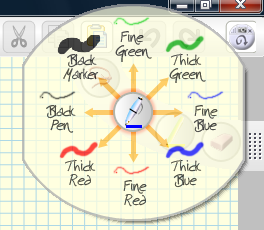 Fine
Green
Black
Marker
Thick
Green
Black
Pen
Fine
Blue
Thick
Red
Fine
Red
Thick
Blue